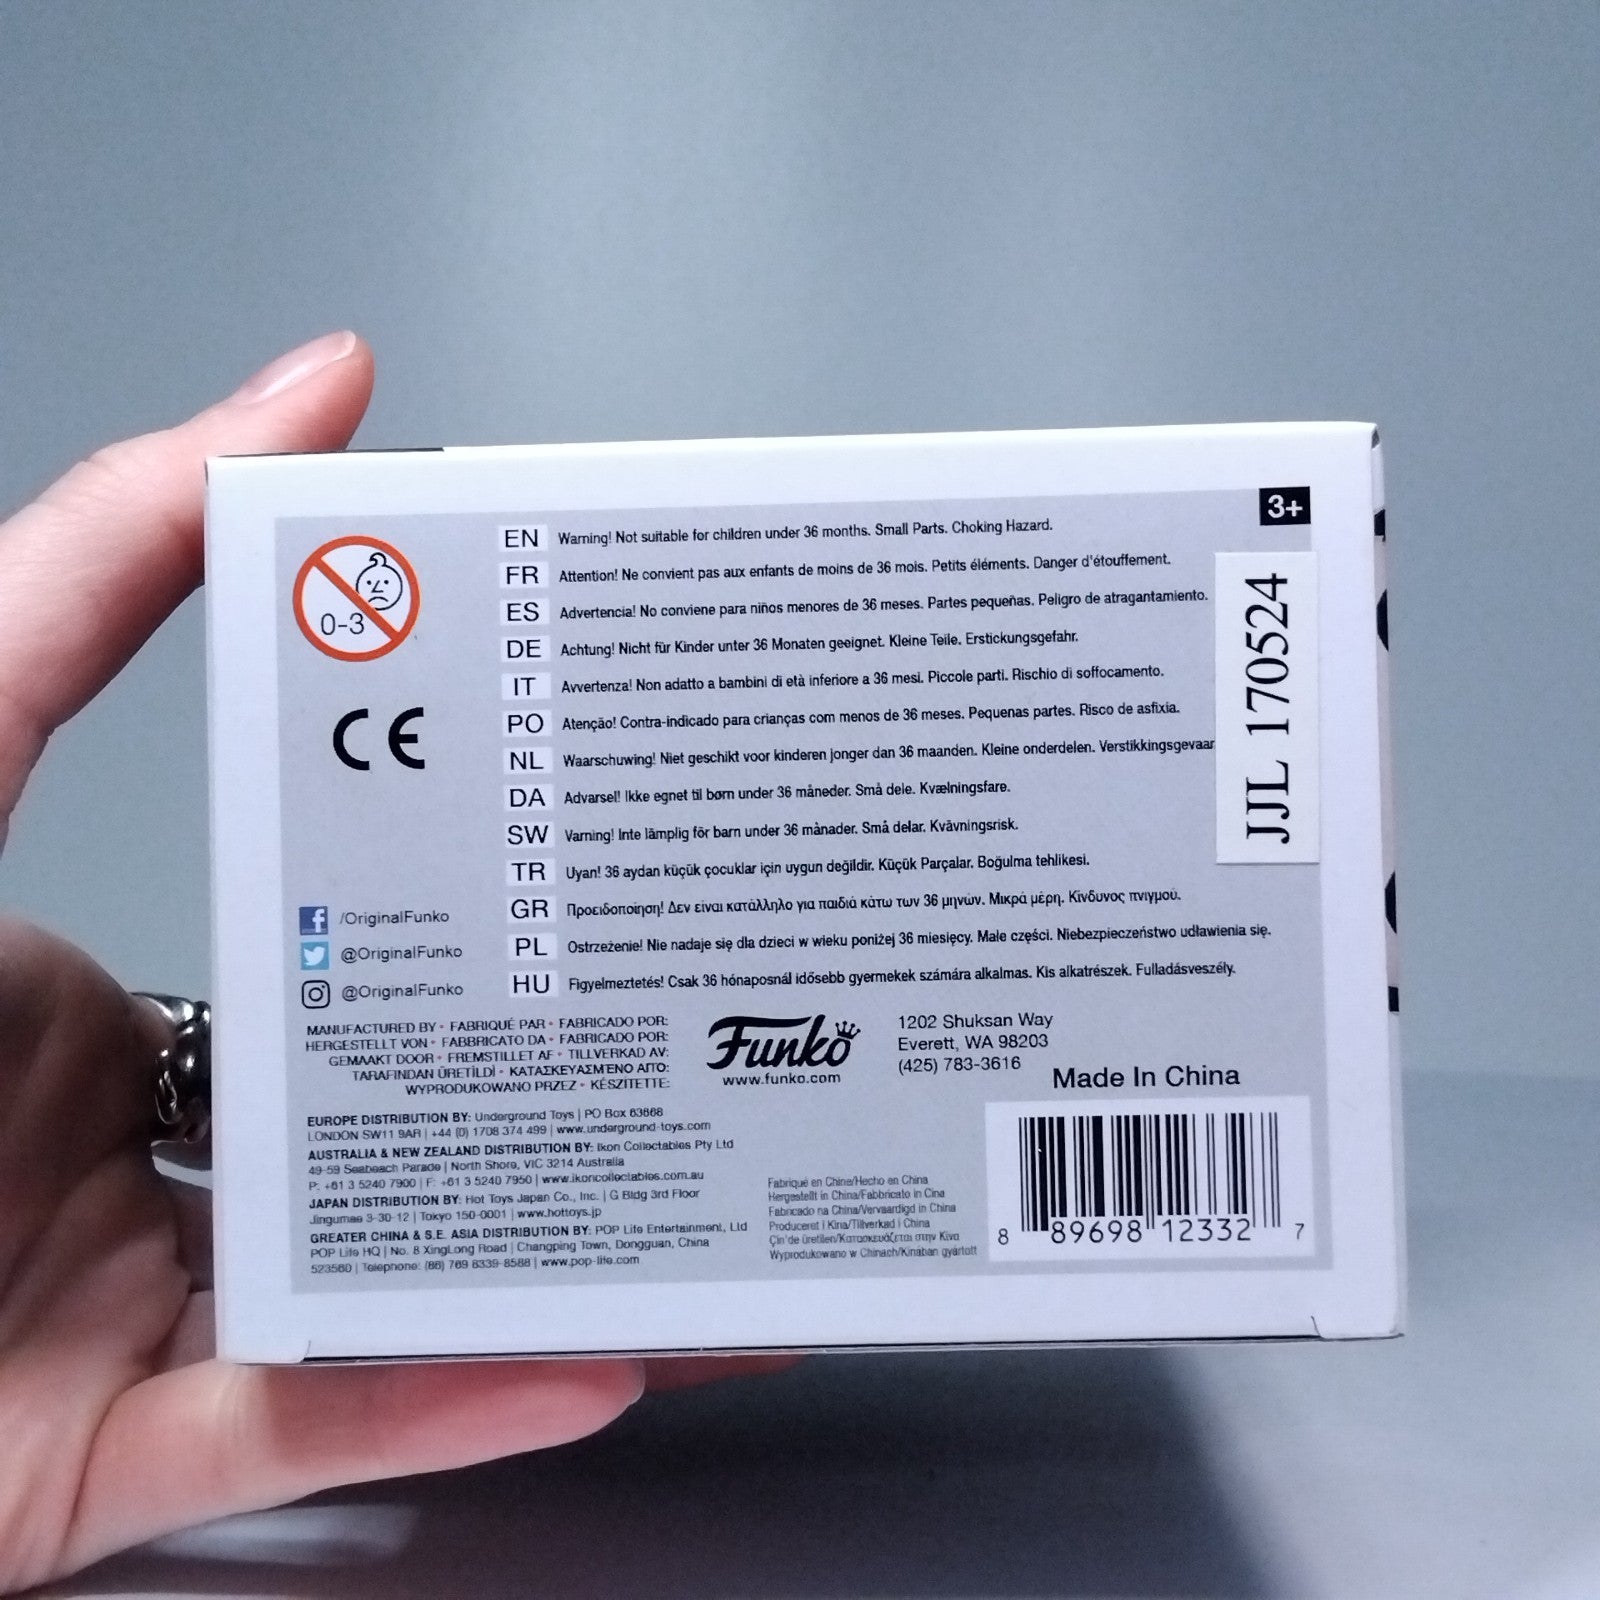 3+
0-3
CE
EN Warning! Not suitable for children under 36 months. Small Parts. Choking Hazard.
FR Attention! Ne convient pas aux enfants de moins de 36 mois. Petits éléments. Danger d'étouffement.
ES Advertencia! No conviene para niños menores de 36 meses. Partes pequeñas. Peligro de atragantamiento.
DE Achtung! Nicht für Kinder unter 36 Monaten geeignet. Kleine Teile. Erstickungsgefahr.
IT Avvertenza! Non adatto a bambini di età inferiore a 36 mesi. Piccole parti. Rischio di soffocamento.
PO Atenção! Contra-indicado para crianças com menos de 36 meses. Pequenas partes. Risco de asfixia.
NL Waarschuwing! Niet geschikt voor kinderen jonger dan 36 maanden. Kleine onderdelen. Verstikkingsgevaar
DA Advarsel! Ikke egnet til børn under 36 måneder. Små dele. Kvælningsfare.
SW Varning! Inte lämplig för barn under 36 månader. Små delar. Kvävningsrisk.
TR Uyarı! 36 aydan küçük çocuklar için uygun değildir. Küçük Parçalar. Boğulma tehlikesi.
GR Προειδοποίηση! Δεν είναι κατάλληλο για παιδιά κάτω των 36 μηνών. Μικρά μέρη. Κίνδυνος πνιγμού.
PL Ostrzeżenie! Nie nadaje się dla dzieci w wieku poniżej 36 miesięcy. Małe części. Niebezpieczeństwo udławienia się.
HU Figyelmeztetés! Csak 36 hónaposnál idősebb gyermekek számára alkalmas. Kis alkatrészek. Fulladásveszély.
JJL 170524
/OriginalFunko
@OriginalFunko
@OriginalFunko
MANUFACTURED BY • FABRIQUÉ PAR • FABRICADO POR:
HERGESTELLT VON • FABBRICATO DA • FABRICADO POR:
GEMAAKT DOOR • FREMSTILLET AF • TILLVERKAD AV:
TARAFINDAN ÜRETİLDİ • ΚΑΤΑΣΚΕΥΑΣΜΈΝΟ ΑΠΌ:
WYPRODUKOWANO PRZEZ • KÉSZÍTETTE:
Funko
www.funko.com
1202 Shuksan Way
Everett, WA 98203
(425) 783-3616
Made In China
EUROPE DISTRIBUTION BY: Underground Toys | PO Box 63668
LONDON SW11 9AR | +44 (0) 1708 374 499 | www.underground-toys.com
AUSTRALIA & NEW ZEALAND DISTRIBUTION BY: Ikon Collectables Pty Ltd
49-59 Seabeach Parade | North Shore, VIC 3214 Australia
P: +61 3 5240 7900 | F: +61 3 5240 7950 | www.ikoncollectables.com.au
JAPAN DISTRIBUTION BY: Hot Toys Japan Co., Inc. | G Bldg 3rd Floor
Jingumae 3-30-12 | Tokyo 150-0001 | www.hottoys.jp
GREATER CHINA & S.E. ASIA DISTRIBUTION BY: POP Life Entertainment, Ltd
POP Life HQ | No. 8 XingLong Road | Changping Town, Dongguan, China
523560 | Telephone: (86) 769 8339-8588 | www.pop-life.com
Fabriqué en Chine/Hecho en China
Hergestellt in China/Fabbricato in Cina
Fabricado na China/Vervaardigd in China
Produceret i Kina/Tillverkad i China
Çin'de üretilen/Κατασκευάζεται στην Κίνα
Wyprodukowano w Chinach/Kínában gyártott
8 89698 12332 7